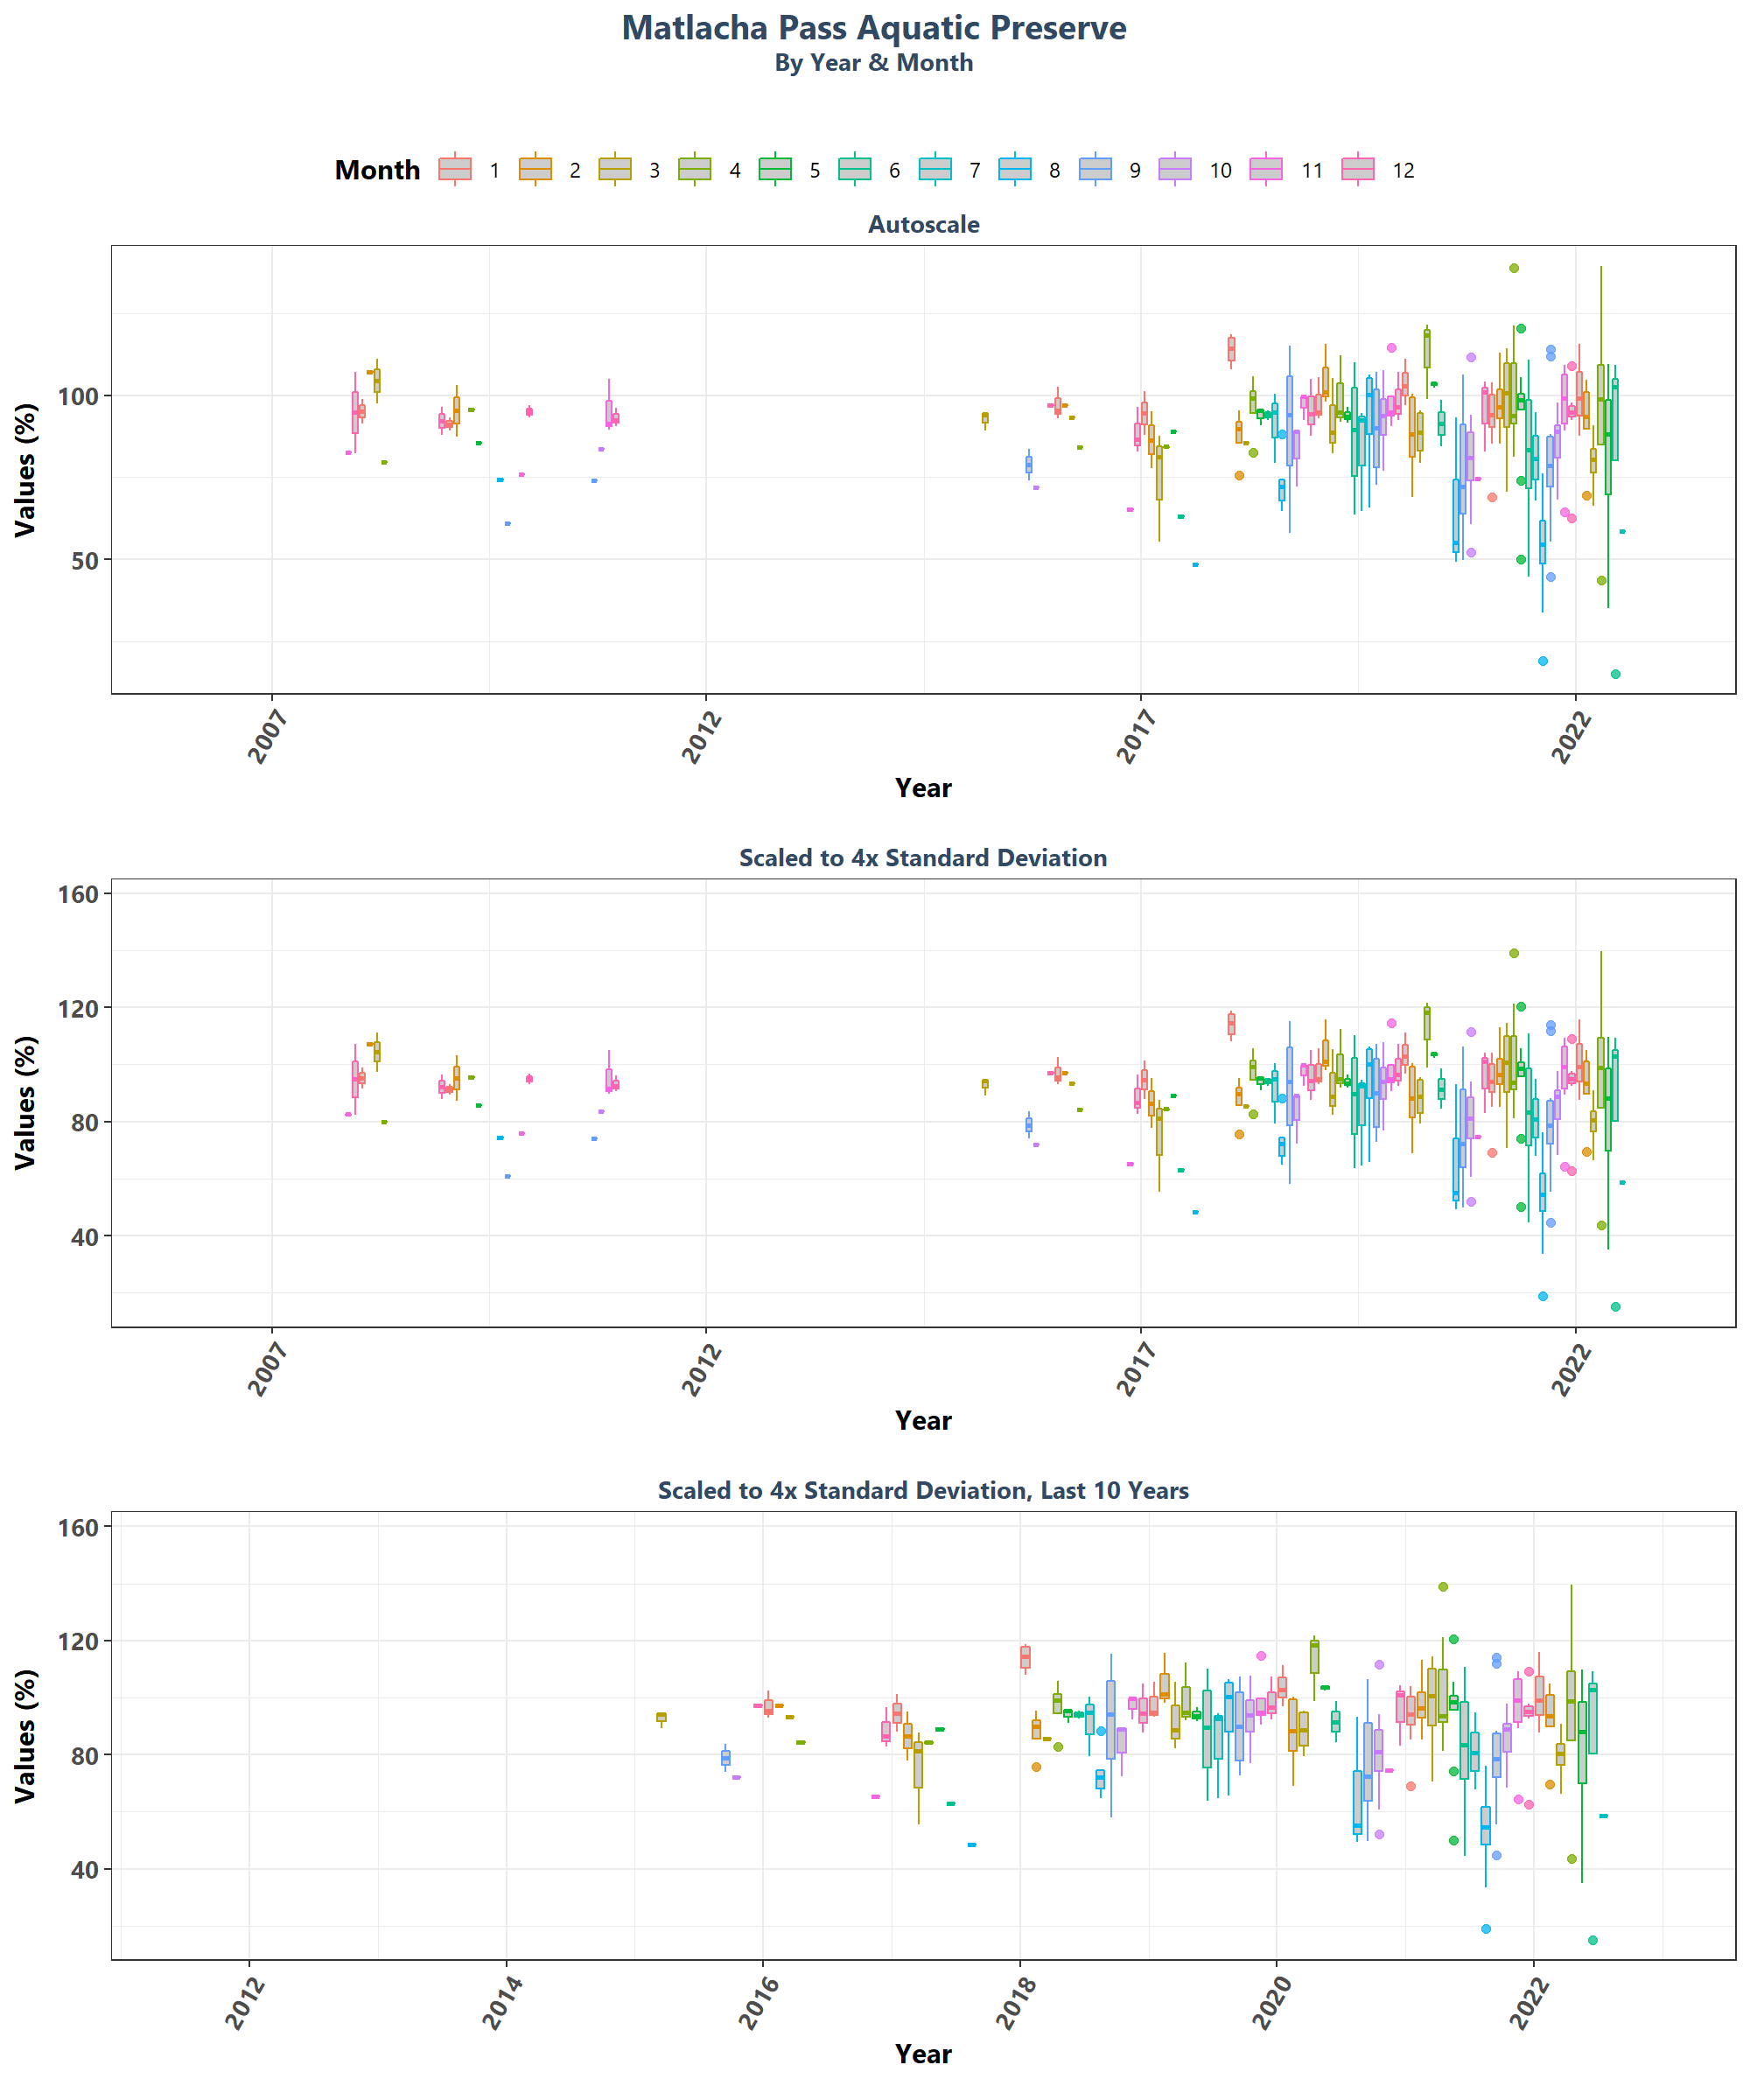 Matlacha Pass Aquatic Preserve
By Year & Month
Month 1 2 3 4 5 6 7 8 9 10 11 12
Autoscale
Values (%)
100
50
2007 2012 2017 2022
Year
Scaled to 4x Standard Deviation
Values (%)
160
120
80
40
2007 2012 2017 2022
Year
Scaled to 4x Standard Deviation, Last 10 Years
Values (%)
160
120
80
40
2012 2014 2016 2018 2020 2022
Year